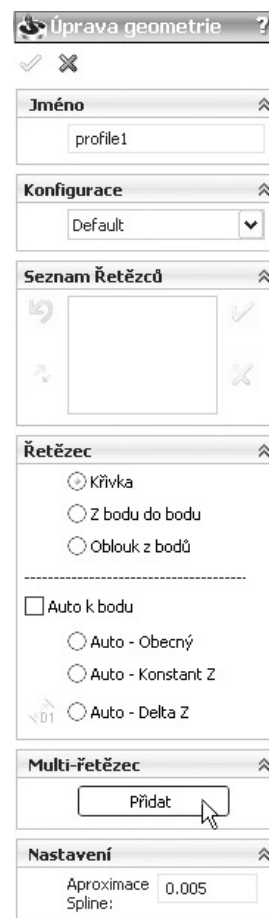 Úprava geometrie ?
Jméno
profile1
Konfigurace
Default
Seznam Řetězců
Řetězec
Křivka
Z bodu do bodu
Oblouk z bodů
Auto k bodu
Auto - Obecný
Auto - Konstant Z
D1 Auto - Delta Z
Multi-řetězec
Přidat
Nastavení
Aproximace 0.005
Spline: